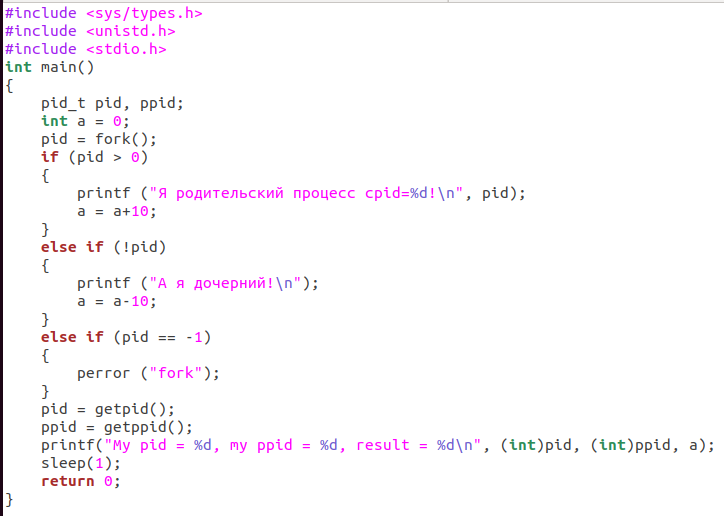 #include <sys/types.h>
#include <unistd.h>
#include <stdio.h>
int main()
{
    pid_t pid, ppid;
    int a = 0;
    pid = fork();
    if (pid > 0)
    {
        printf ("Я родительский процесс cpid=%d!\n", pid);
        a = a+10;
    }
    else if (!pid)
    {
        printf ("А я дочерний!\n");
        a = a-10;
    }
    else if (pid == -1)
    {
        perror ("fork");
    }
    pid = getpid();
    ppid = getppid();
    printf("My pid = %d, my ppid = %d, result = %d\n", (int)pid, (int)ppid, a);
    sleep(1);
    return 0;
}